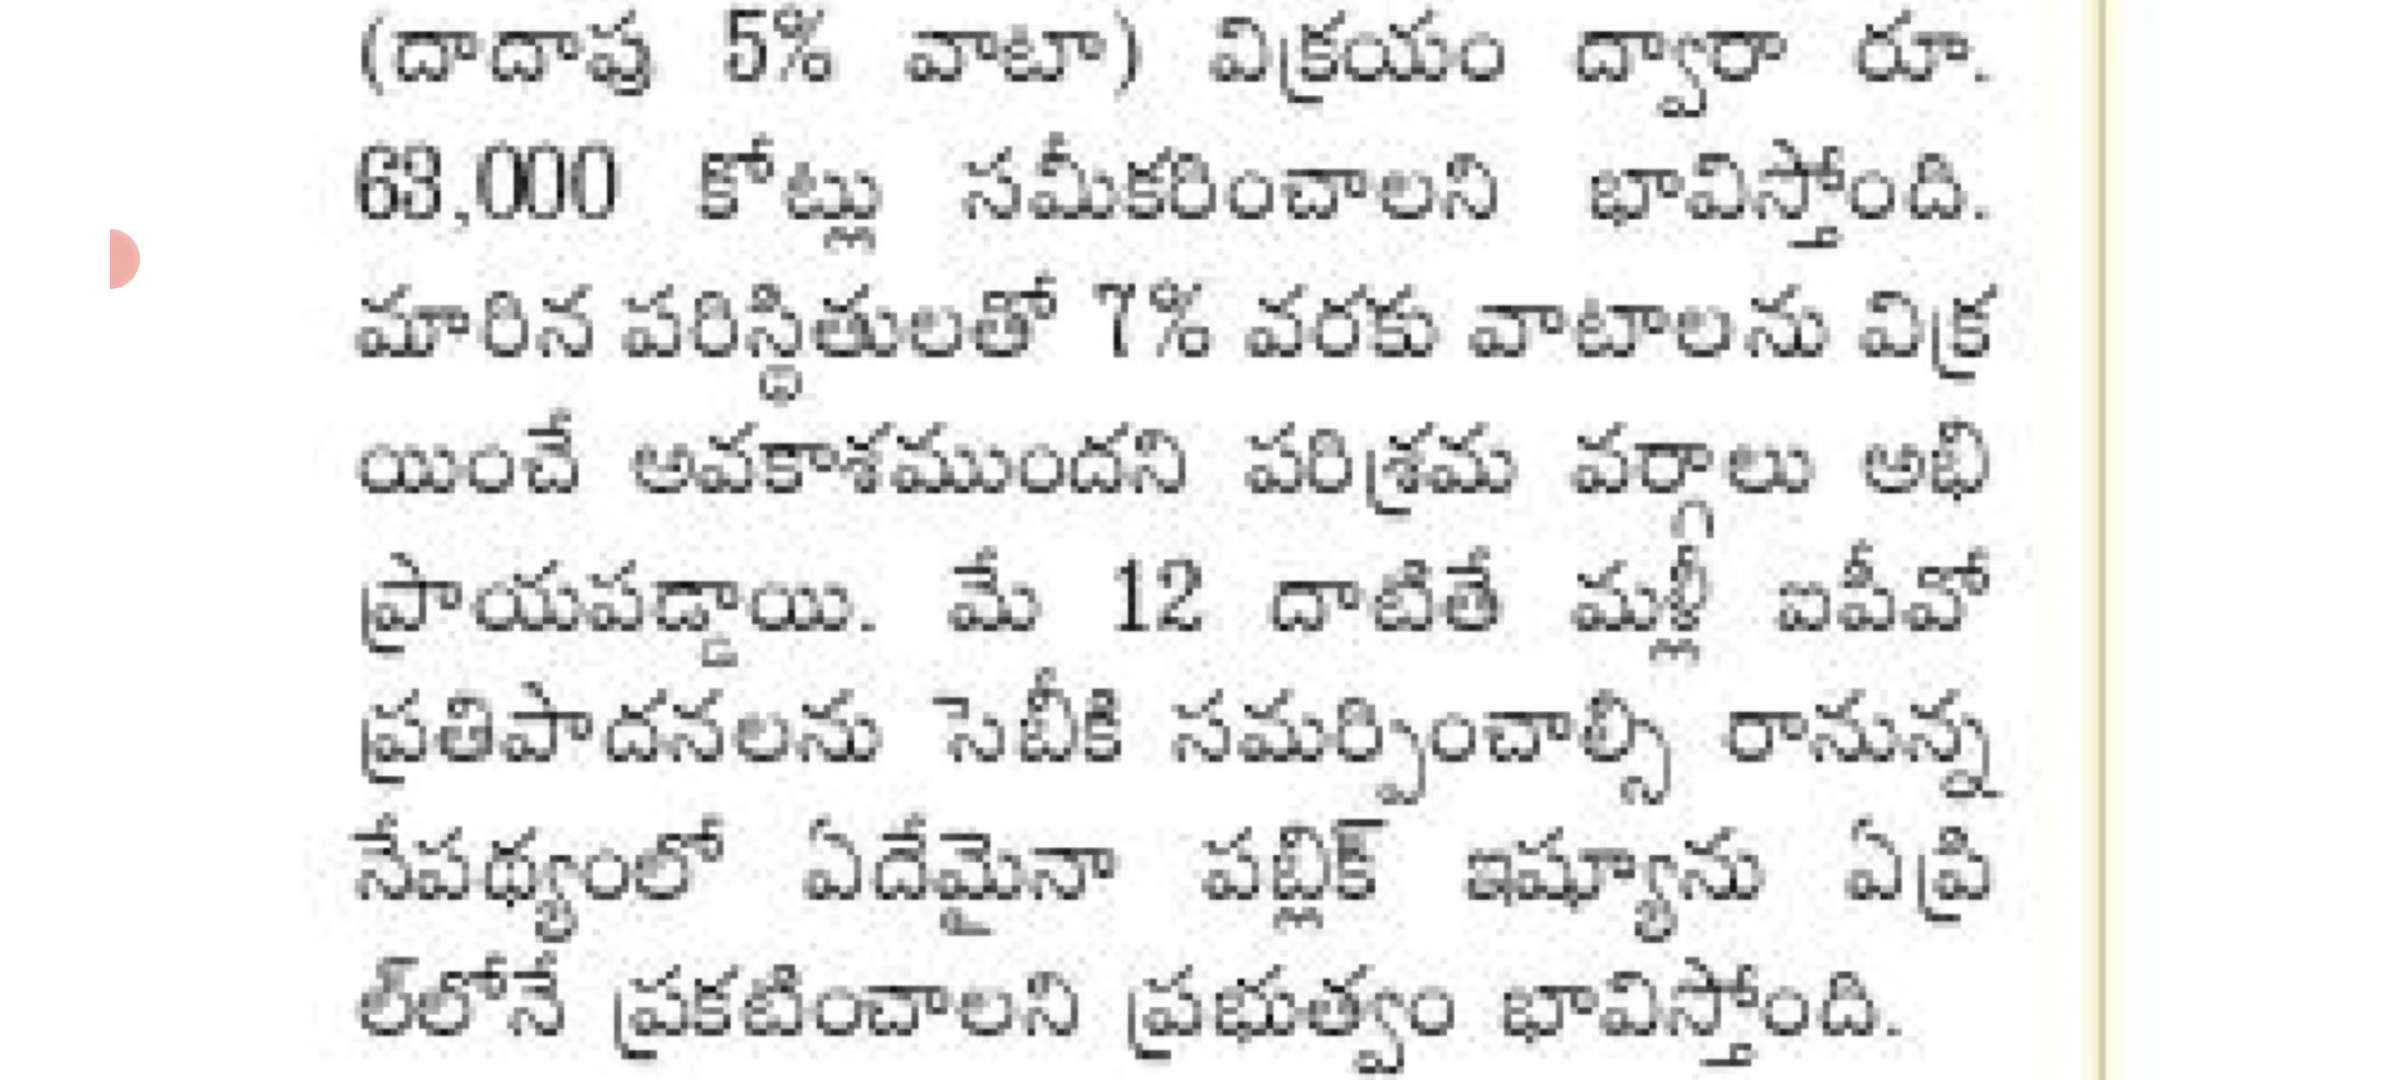 (దాదాపు 5% వాటా) విక్రయం ద్వారా రూ.
63,000 కోట్లు సమీకరించాలని భావిస్తోంది.
మారిన పరిస్థితులతో 7% వరకు వాటాలను విక్ర
యించే అవకాశముందని పరిశ్రమ వర్గాలు అభి
ప్రాయపడ్డాయి. మే 12 దాటితే మళ్లీ ఐపీవో
ప్రతిపాదనలను సెబీకి సమర్పించాల్సి రానున్న
నేపథ్యంలో ఏదేమైనా పబ్లిక్ ఇష్యూను ఏప్రి
ల్‌లోనే ప్రకటించాలని ప్రభుత్వం భావిస్తోంది.